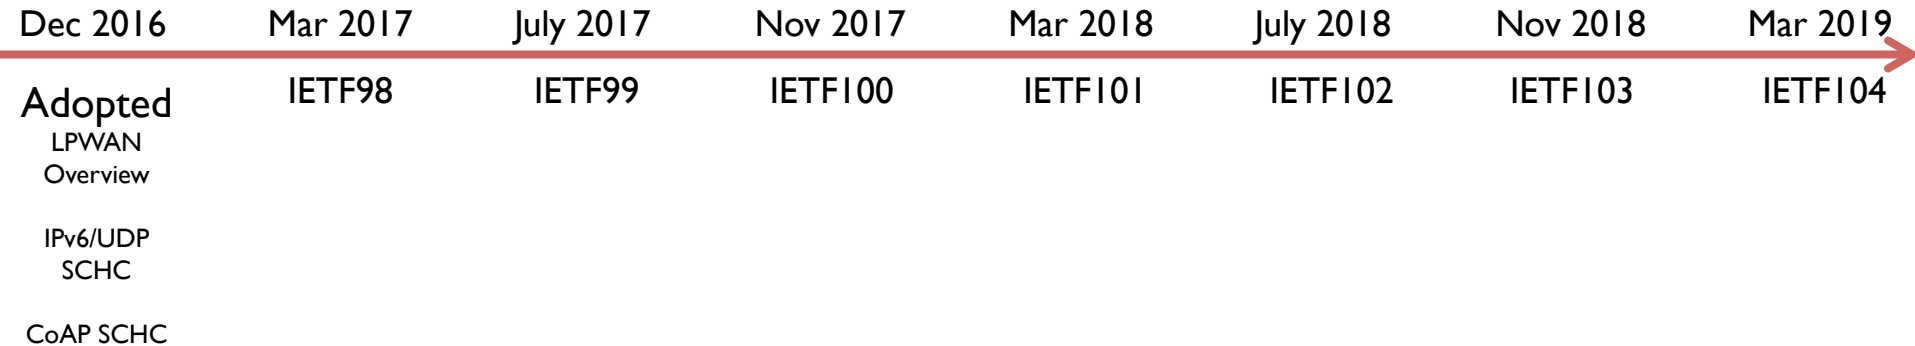 Dec 2016 Mar 2017 July 2017 Nov 2017 Mar 2018 July 2018 Nov 2018 Mar 2019
Adopted IETF98 IETF99 IETF100 IETF101 IETF102 IETF103 IETF104
LPWAN
Overview
IPv6/UDP
SCHC
CoAP SCHC